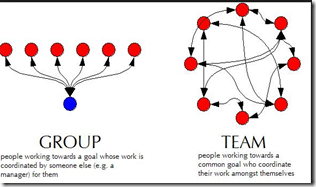 GROUP
people working towards a goal whose work is
coordinated by someone else (e.g. a
manager) for them
TEAM
people working towards a
common goal who coordinate
their work amongst themselves